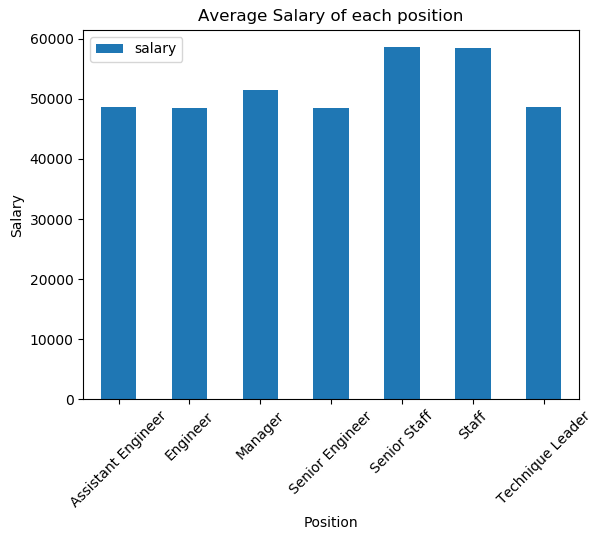 Average Salary of each position
salary
60000
50000
40000
30000
20000
10000
0
Salary
Assistant Engineer
Engineer
Manager
Senior Engineer
Senior Staff
Staff
Technique Leader
Position